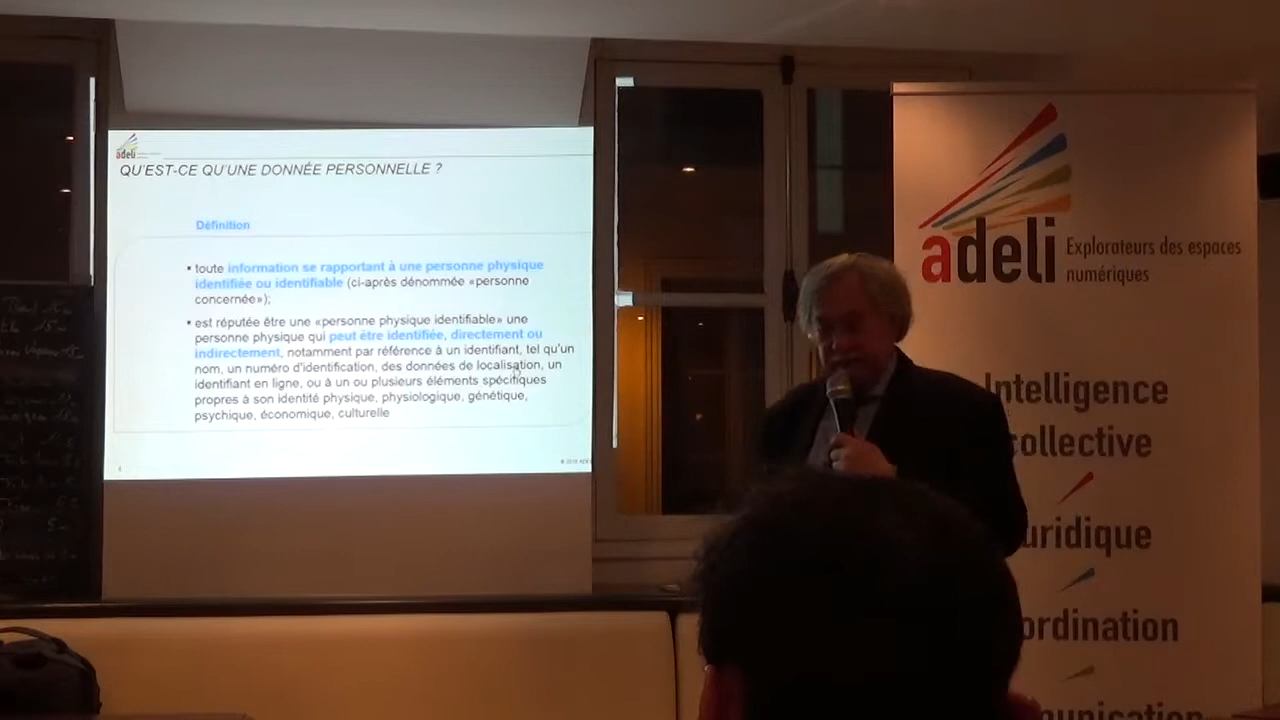 adeli
QU'EST-CE QU'UNE DONNÉE PERSONNELLE ?
Définition
▪ toute information se rapportant à une personne physique
identifiée ou identifiable (ci-après dénommée «personne
concernée»);
▪ est réputée être une «personne physique identifiable» une
personne physique qui peut être identifiée, directement ou
indirectement, notamment par référence à un identifiant, tel qu'un
nom, un numéro d'identification, des données de localisation, un
identifiant en ligne, ou à un ou plusieurs éléments spécifiques
propres à son identité physique, physiologique, génétique,
psychique, économique, culturelle
adeli
Explorateurs des espaces
numériques
Intelligence
collective
uridique
ordination
unication